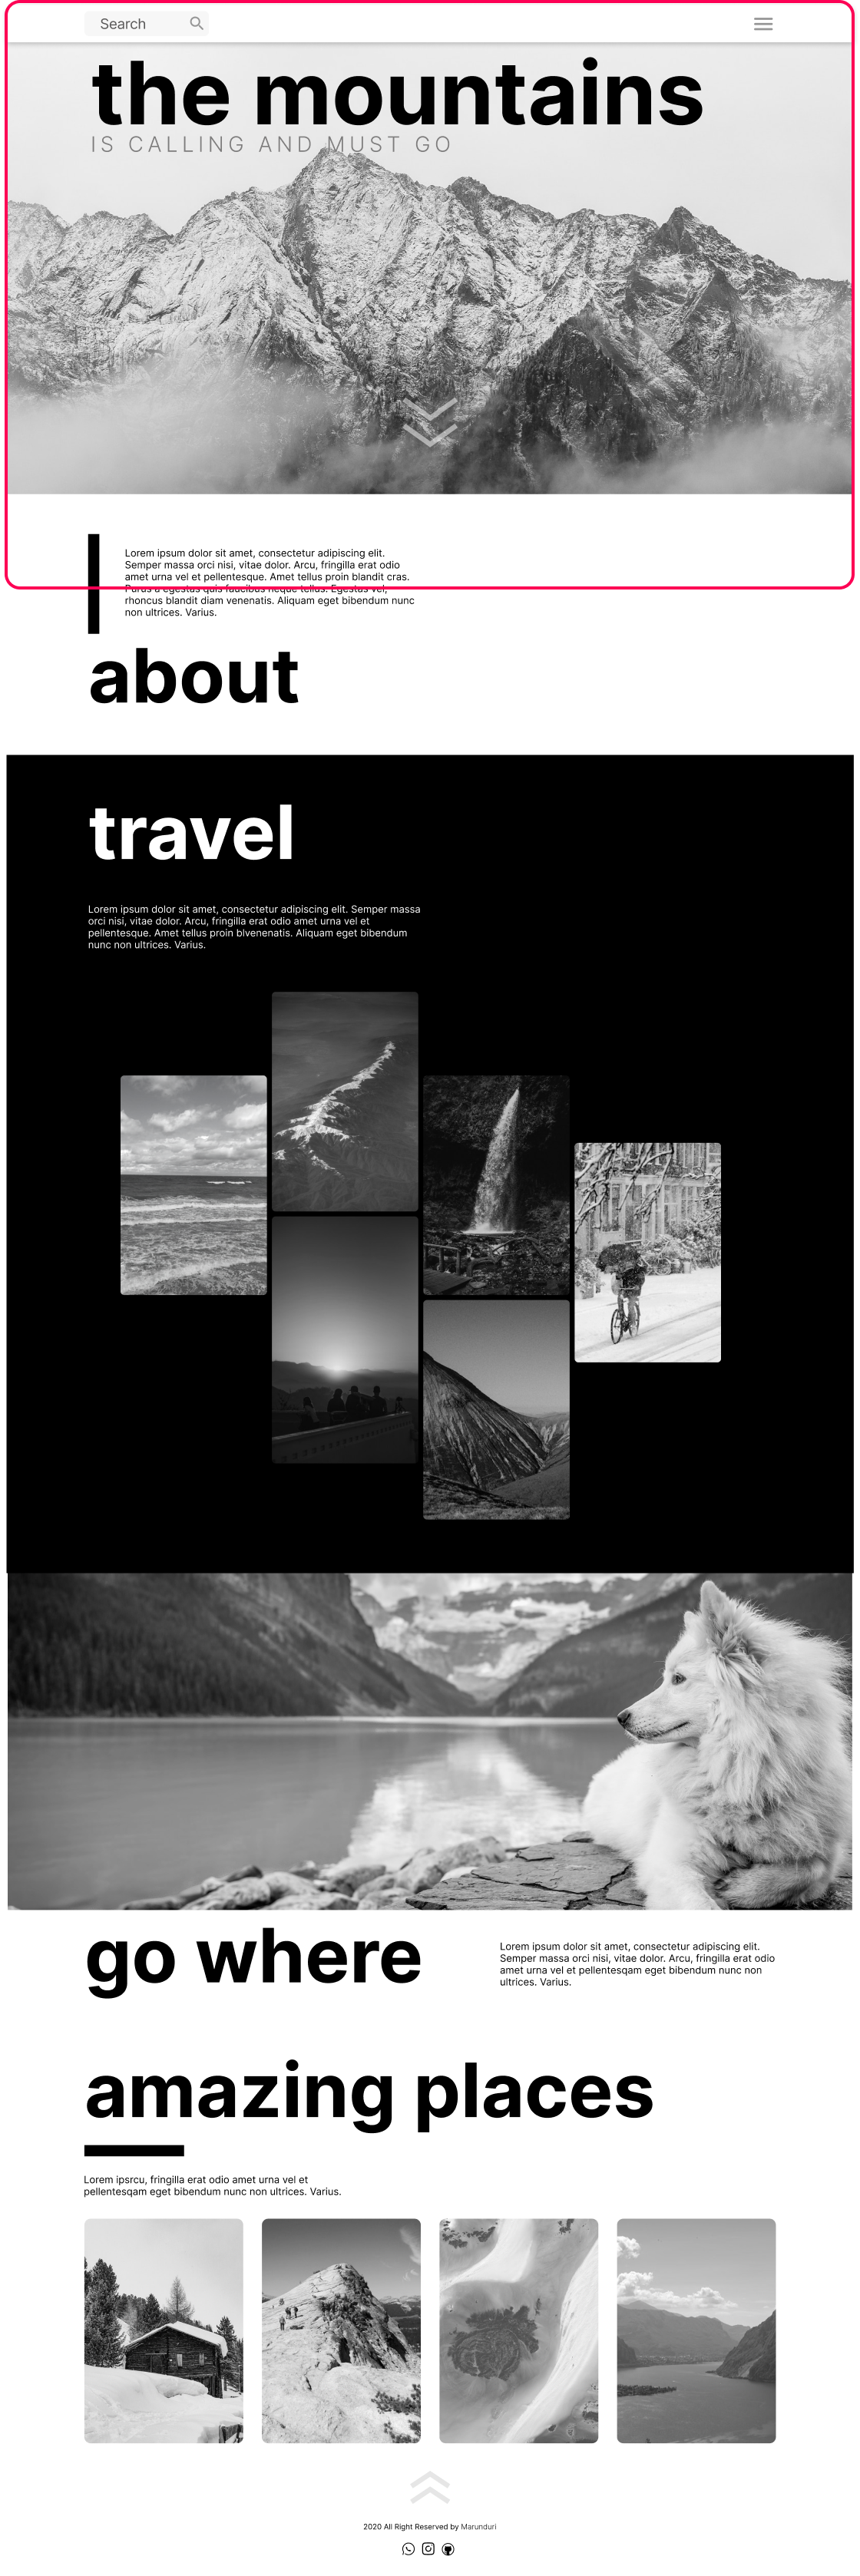 Search
the mountains
IS CALLING AND MUST GO
Lorem ipsum dolor sit amet, consectetur adipiscing elit.
Semper massa orci nisi, vitae dolor. Arcu, fringilla erat odio
amet urna vel et pellentesque. Amet tellus proin blandit cras.
Purus a egestas quis faucibus neque tellus. Egestas vel,
rhoncus blandit diam venenatis. Aliquam eget bibendum nunc
non ultrices. Varius.
about
travel
Lorem ipsum dolor sit amet, consectetur adipiscing elit. Semper massa
orci nisi, vitae dolor. Arcu, fringilla erat odio amet urna vel et
pellentesque. Amet tellus proin blvenenatis. Aliquam eget bibendum
nunc non ultrices. Varius.
go where
Lorem ipsum dolor sit amet, consectetur adipiscing elit.
Semper massa orci nisi, vitae dolor. Arcu, fringilla erat odio
amet urna vel et pellentesqam eget bibendum nunc non
ultrices. Varius.
amazing places
Lorem ipsrcu, fringilla erat odio amet urna vel et
pellentesqam eget bibendum nunc non ultrices. Varius.
2020 All Right Reserved by Marunduri